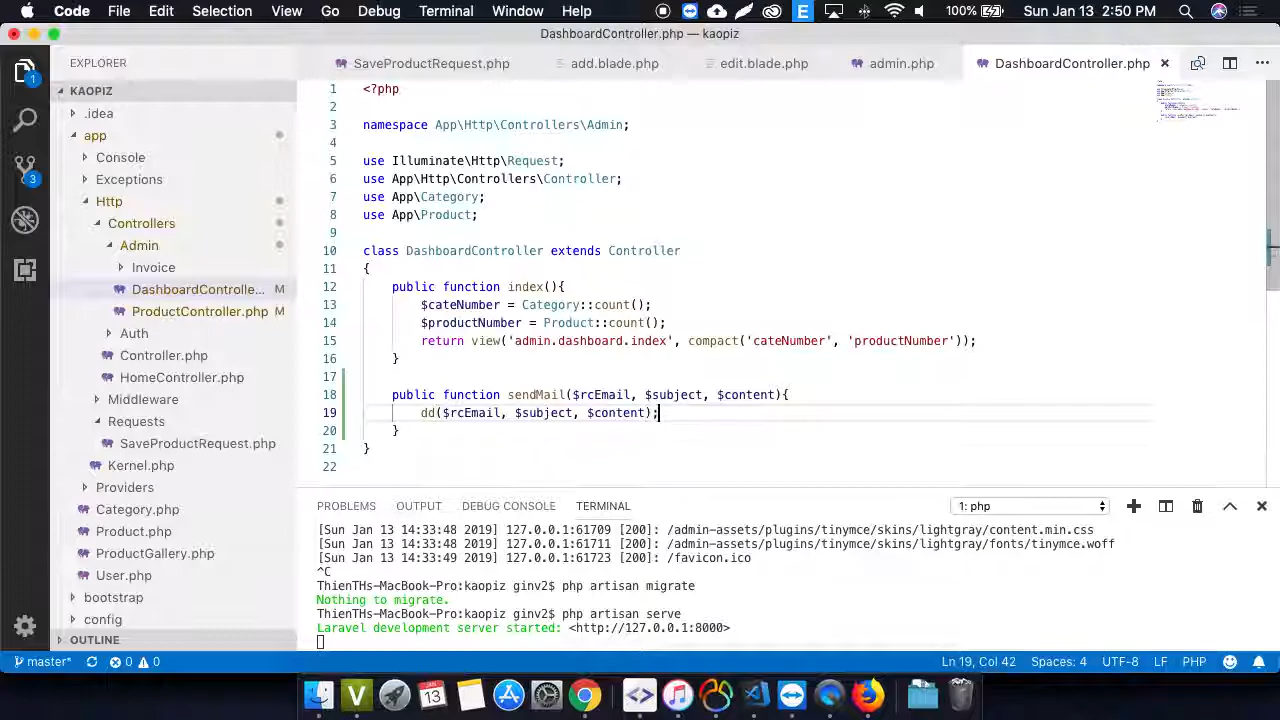 Code File Edit Selection View Go Debug Terminal Window Help 100% Sun Jan 13 2:50 PM
DashboardController.php — kaopiz
EXPLORER
SaveProductRequest.php add.blade.php edit.blade.php admin.php DashboardController.php
KAOPIZ
.idea
app
Console
Exceptions
Http
Controllers
Admin
Invoice
DashboardControlle... M
ProductController.php M
Auth
Controller.php
HomeController.php
Middleware
Requests
SaveProductRequest.php
Kernel.php
Providers
Category.php
Product.php
ProductGallery.php
User.php
bootstrap
config
OUTLINE
1 <?php
2
3 namespace App\Http\Controllers\Admin;
4
5 use Illuminate\Http\Request;
6 use App\Http\Controllers\Controller;
7 use App\Category;
8 use App\Product;
9
10 class DashboardController extends Controller
11 {
12 public function index(){
13 $cateNumber = Category::count();
14 $productNumber = Product::count();
15 return view('admin.dashboard.index', compact('cateNumber', 'productNumber'));
16 }
17
18 public function sendMail($rcEmail, $subject, $content){
19 dd($rcEmail, $subject, $content);
20 }
21 }
22
PROBLEMS OUTPUT DEBUG CONSOLE TERMINAL 1: php
[Sun Jan 13 14:33:48 2019] 127.0.0.1:61709 [200]: /admin-assets/plugins/tinymce/skins/lightgray/content.min.css
[Sun Jan 13 14:33:48 2019] 127.0.0.1:61711 [200]: /admin-assets/plugins/tinymce/skins/lightgray/fonts/tinymce.woff
[Sun Jan 13 14:33:49 2019] 127.0.0.1:61723 [200]: /favicon.ico
^C
ThienTHs-MacBook-Pro:kaopiz ginv2$ php artisan migrate
Nothing to migrate.
ThienTHs-MacBook-Pro:kaopiz ginv2$ php artisan serve
Laravel development server started: <http://127.0.0.1:8000>
master* 0 0 Ln 19, Col 42 Spaces: 4 UTF-8 LF PHP